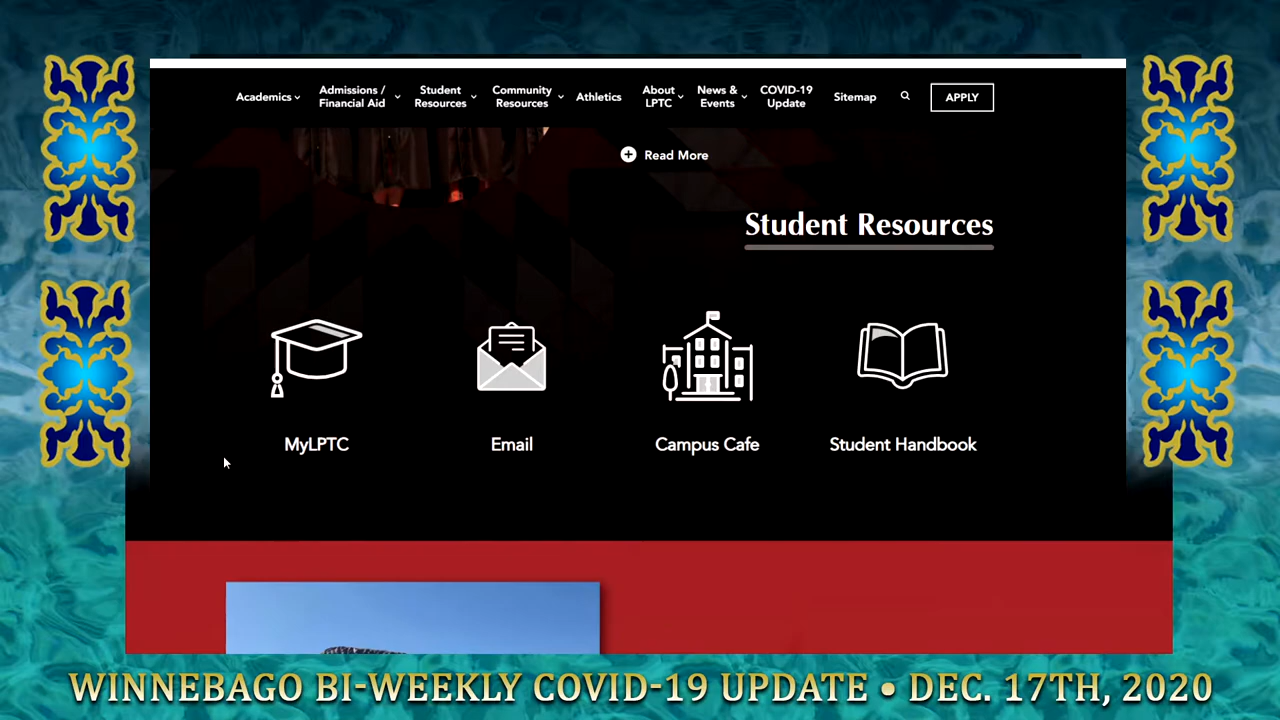 Academics
Admissions /
Financial Aid
Student
Resources
Community
Resources
Athletics
About
LPTC
News &
Events
COVID-19
Update
Sitemap
APPLY
Read More
Student Resources
MyLPTC
Email
Campus Cafe
Student Handbook
WINNEBAGO BI-WEEKLY COVID-19 UPDATE • DEC. 17TH, 2020